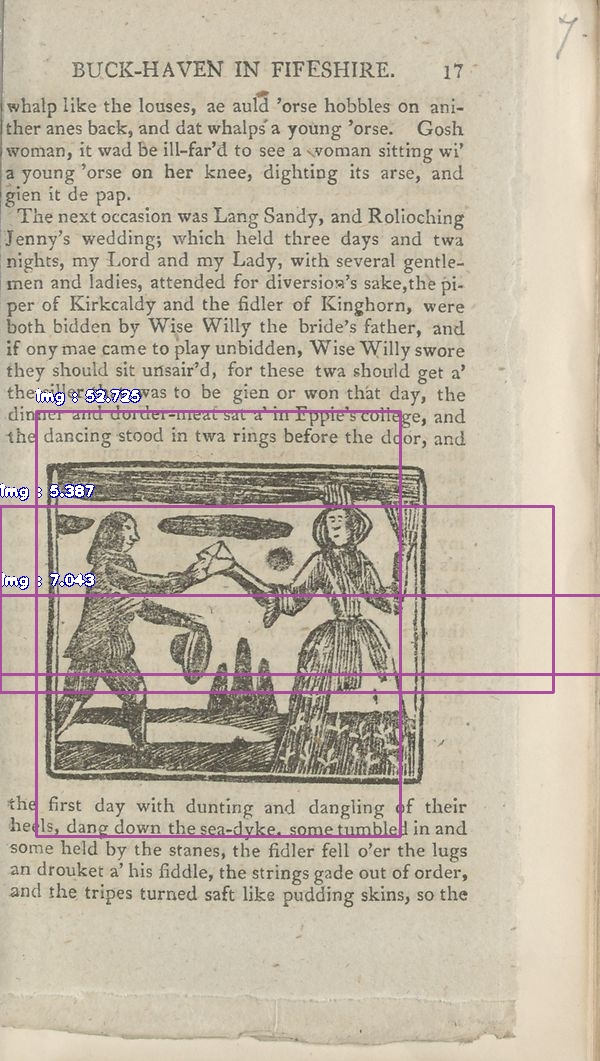 7.
BUCK-HAVEN IN FIFESHIRE. 17
whalp like the louses, ae auld 'orse hobbles on ani-
ther anes back, and dat whalps a young 'orse. Gosh
woman, it wad be ill-far'd to see a woman sitting wi'
a young 'orse on her knee, dighting its arse, and
gien it de pap.
The next occasion was Lang Sandy, and Rolioching
Jenny's wedding; which held three days and twa
nights, my Lord and my Lady, with several gentle-
men and ladies, attended for diversion's sake, the pi-
per of Kirkcaldy and the fidler of Kinghorn, were
both bidden by Wise Willy the bride's father, and
if ony mae came to play unbidden, Wise Willy swore
they should sit unsair'd, for these twa should get a'
the siller that was to be gien or won that day, the
img : 52.725
dinner and dorder-meat sat a' in Eppie's college, and
the dancing stood in twa rings before the door, and
img : 5.387
img : 7.043
the first day with dunting and dangling of their
heels, dang down the sea-dyke, some tumbled in and
some held by the stanes, the fidler fell o'er the lugs
an drouket a' his fiddle, the strings gade out of order,
and the tripes turned saft like pudding skins, so the